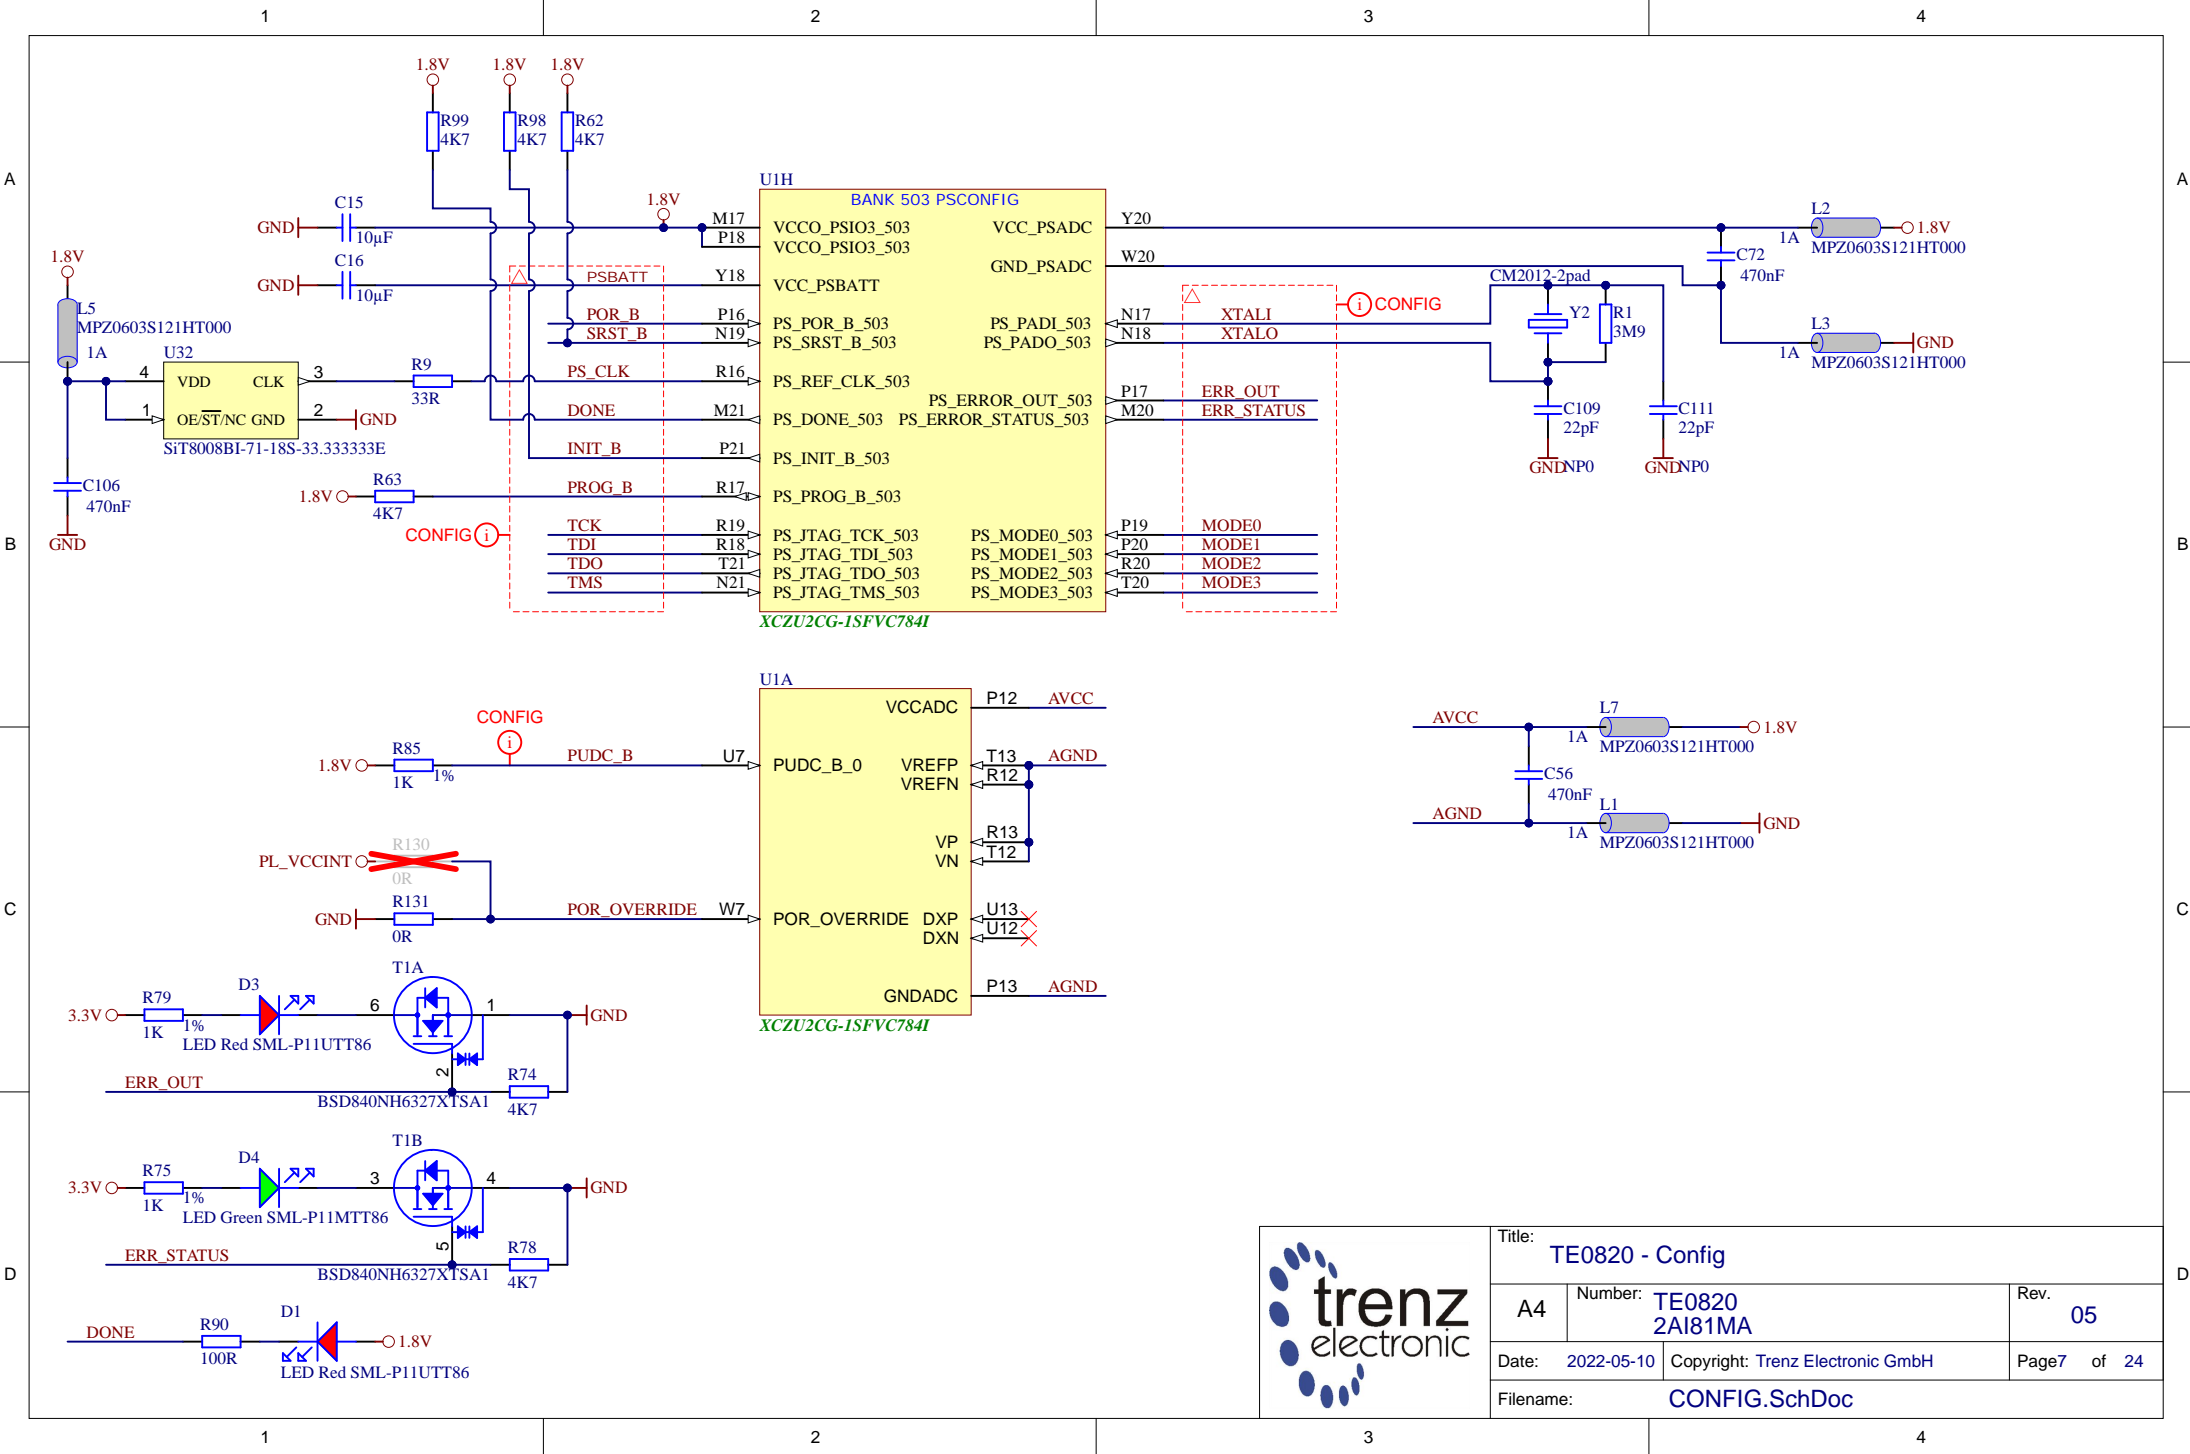 1 2 3 4
A A
B B
C C
D D
1.8V 1.8V 1.8V
R99 4K7
R98 4K7
R62 4K7
C15
GND 10µF
C16
GND 10µF
1.8V
1.8V
L5
MPZ0603S121HT000
1A
U32
4 VDD CLK 3
1 OE/ST/NC GND 2 GND
SiT8008BI-71-18S-33.333333E
C106
470nF
GND
R9
33R
1.8V R63
4K7
CONFIG i
PSBATT
POR_B
SRST_B
PS_CLK
DONE
INIT_B
PROG_B
TCK
TDI
TDO
TMS
U1H
BANK 503 PSCONFIG
M17 VCCO_PSIO3_503
P18 VCCO_PSIO3_503
Y18 VCC_PSBATT
P16 PS_POR_B_503
N19 PS_SRST_B_503
R16 PS_REF_CLK_503
M21 PS_DONE_503
P21 PS_INIT_B_503
R17 PS_PROG_B_503
R19 PS_JTAG_TCK_503
R18 PS_JTAG_TDI_503
T21 PS_JTAG_TDO_503
N21 PS_JTAG_TMS_503
VCC_PSADC Y20
GND_PSADC W20
PS_PADI_503 N17 XTALI
PS_PADO_503 N18 XTALO
PS_ERROR_OUT_503 P17 ERR_OUT
PS_ERROR_STATUS_503 M20 ERR_STATUS
PS_MODE0_503 P19 MODE0
PS_MODE1_503 P20 MODE1
PS_MODE2_503 R20 MODE2
PS_MODE3_503 T20 MODE3
XCZU2CG-1SFVC784I
i CONFIG
CM2012-2pad
Y2
R1
3M9
C109
22pF
GND NP0
C111
22pF
GND NP0
L2
1A 1.8V
MPZ0603S121HT000
C72
470nF
L3
1A GND
MPZ0603S121HT000
U1A
CONFIG
i
1.8V R85
1K 1%
PUDC_B U7 PUDC_B_0
PL_VCCINT R130
0R
GND R131
0R
POR_OVERRIDE W7 POR_OVERRIDE
VCCADC P12 AVCC
VREFP T13 AGND
VREFN R12
VP R13
VN T12
DXP U13
DXN U12
GNDADC P13 AGND
XCZU2CG-1SFVC784I
AVCC L7
1A 1.8V
MPZ0603S121HT000
C56
470nF
AGND L1
1A GND
MPZ0603S121HT000
3.3V R79
1K 1%
D3
LED Red SML-P11UTT86
T1A
6 1 GND
2
R74
4K7
ERR_OUT
BSD840NH6327XTSA1
3.3V R75
1K 1%
D4
LED Green SML-P11MTT86
T1B
3 4 GND
5
R78
4K7
ERR_STATUS
BSD840NH6327XTSA1
DONE R90
100R
D1
1.8V
LED Red SML-P11UTT86
trenz
electronic
Title: TE0820 - Config
A4 Number: TE0820
2AI81MA
Rev. 05
Date: 2022-05-10 Copyright: Trenz Electronic GmbH Page7 of 24
Filename: CONFIG.SchDoc
1 2 3 4